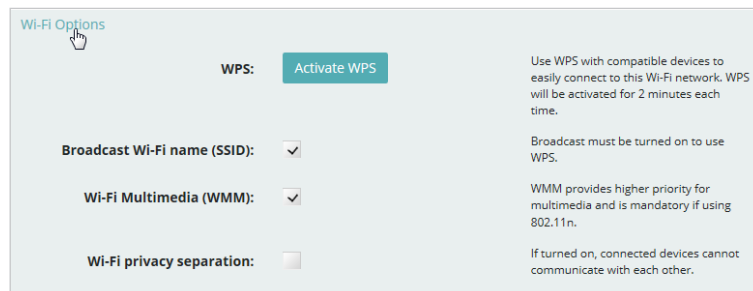 Wi-Fi Options
WPS:
Activate WPS
Use WPS with compatible devices to
easily connect to this Wi-Fi network. WPS
will be activated for 2 minutes each
time.
Broadcast Wi-Fi name (SSID):
Broadcast must be turned on to use
WPS.
Wi-Fi Multimedia (WMM):
WMM provides higher priority for
multimedia and is mandatory if using
802.11n.
Wi-Fi privacy separation:
If turned on, connected devices cannot
communicate with each other.